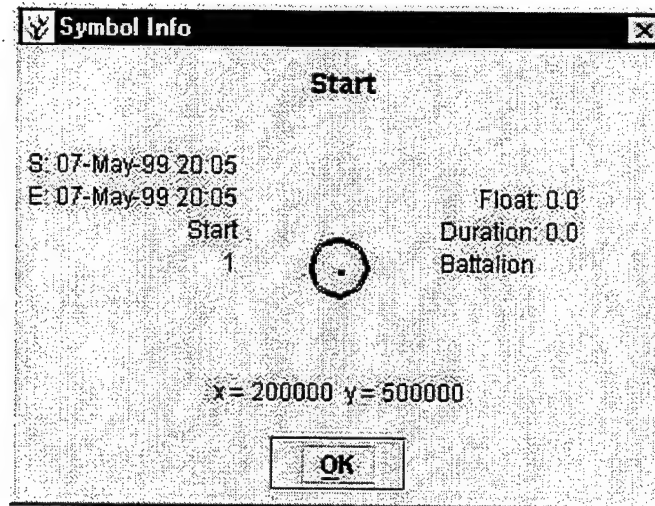 Symbol Info
Start
S: 07-May-99 20:05
E: 07-May-99 20:05
Start
1
Float: 0.0
Duration: 0.0
Battalion
x= 200000 y= 500000
OK